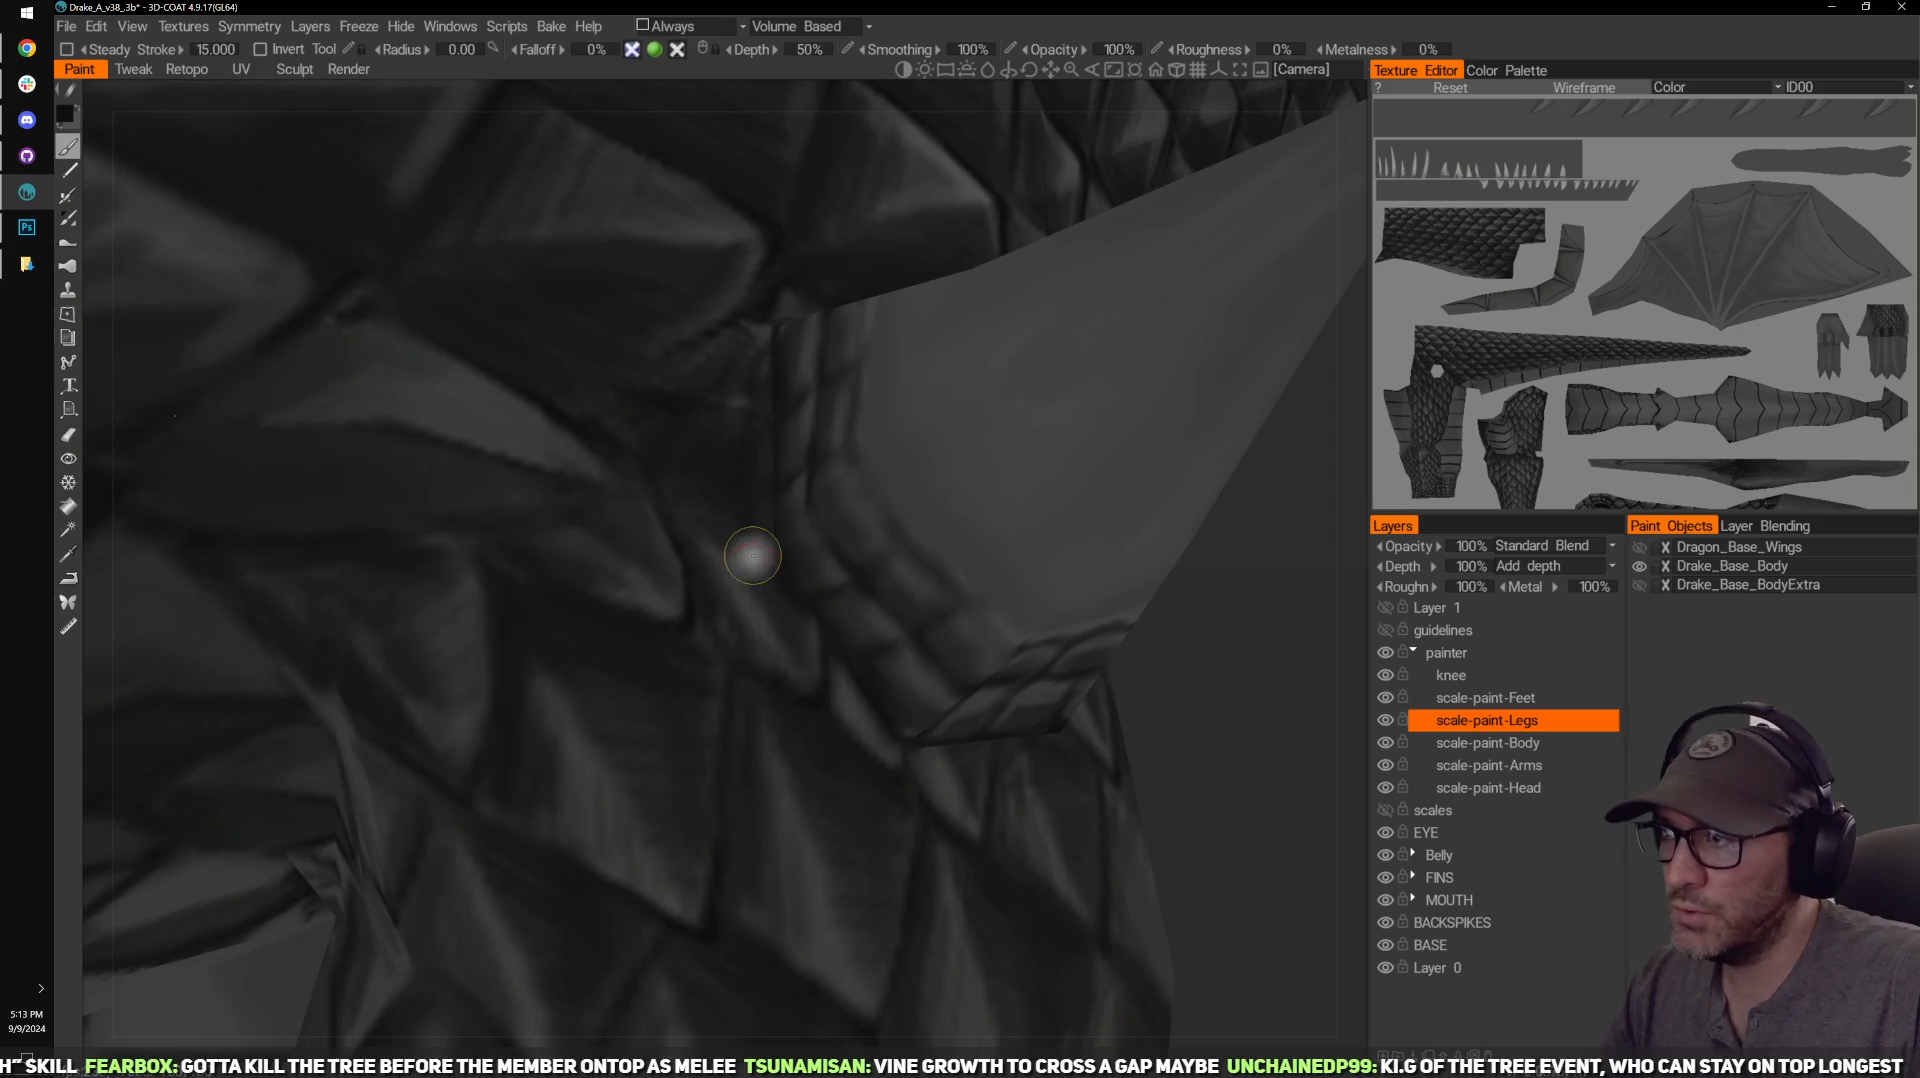 Drake_A_v38_.3b* - 3D-COAT 4.9.17(GL64)
File Edit View Textures Symmetry Layers Freeze Hide Windows Scripts Bake Help Always Volume Based
Steady Stroke 15.000 Invert Tool Radius 0.00 Falloff 0% Depth 50% Smoothing 100% Opacity 100% Roughness 0% Metalness 0%
Paint Tweak Retopo UV Sculpt Render [Camera] Texture Editor Color Palette
? Reset Wireframe Color ID00
Layers Paint Objects Layer Blending
Opacity 100% Standard Blend
Depth 100% Add depth
Roughn 100% Metal 100%
Dragon_Base_Wings
Drake_Base_Body
Drake_Base_BodyExtra
Layer 1
guidelines
painter
knee
scale-paint-Feet
scale-paint-Legs
scale-paint-Body
scale-paint-Arms
scale-paint-Head
scales
EYE
Belly
FINS
MOUTH
BACKSPIKES
BASE
Layer 0
Ps
5:13 PM
9/9/2024
H" SKILL FEARBOX: GOTTA KILL THE TREE BEFORE THE MEMBER ONTOP AS MELEE TSUNAMISAN: VINE GROWTH TO CROSS A GAP MAYBE UNCHAINEDP99: KI.G OF THE TREE EVENT, WHO CAN STAY ON TOP LONGEST